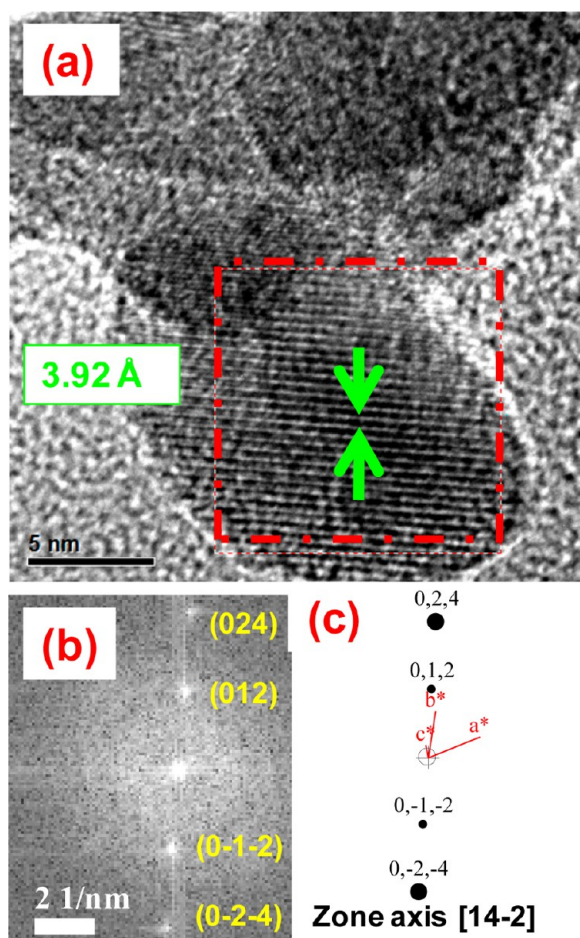 (a)
3.92 Å
5 nm
(b)
(024)
(012)
(0-1-2)
(0-2-4)
2 1/nm
(c)
0,2,4
0,1,2
b*
a*
c*
0,-1,-2
0,-2,-4
Zone axis [14-2]